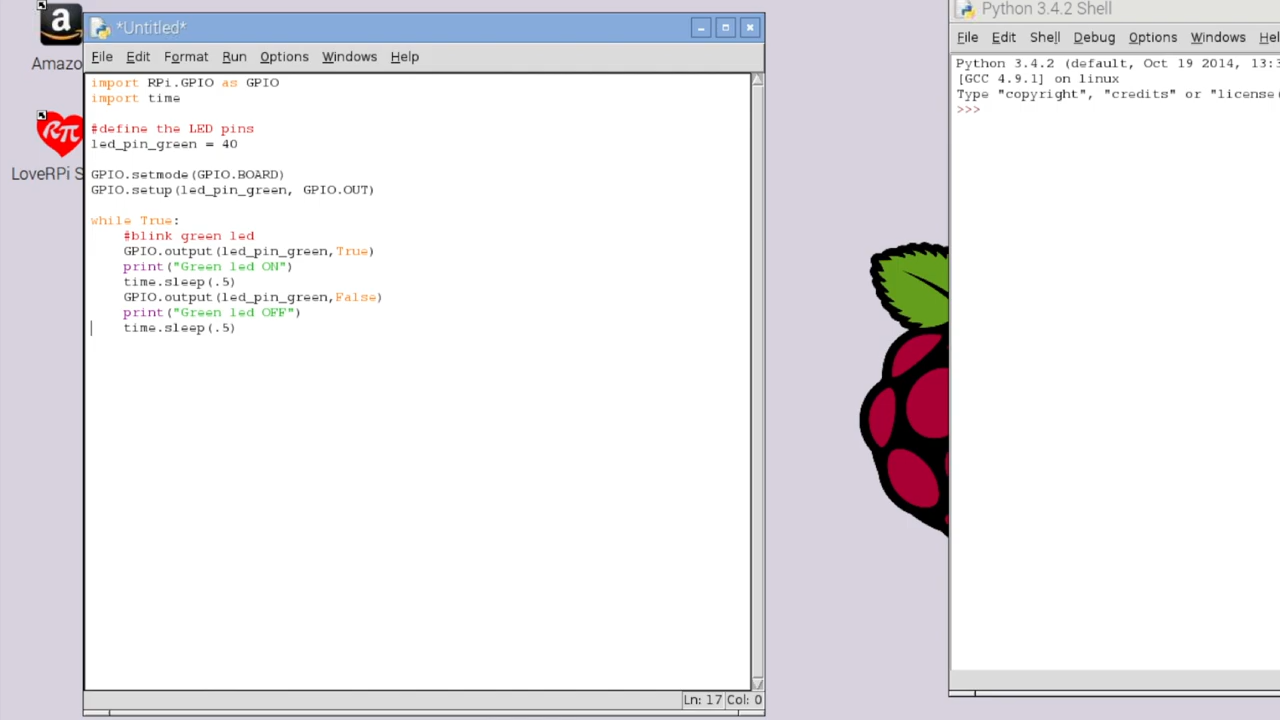 a
Amazo
Rπ
LoveRPi S
*Untitled*
File Edit Format Run Options Windows Help
import RPi.GPIO as GPIO
import time
#define the LED pins
led_pin_green = 40
GPIO.setmode(GPIO.BOARD)
GPIO.setup(led_pin_green, GPIO.OUT)
while True:
    #blink green led
    GPIO.output(led_pin_green,True)
    print("Green led ON")
    time.sleep(.5)
    GPIO.output(led_pin_green,False)
    print("Green led OFF")
    time.sleep(.5)
Ln: 17 Col: 0
Python 3.4.2 Shell
File Edit Shell Debug Options Windows Hel
Python 3.4.2 (default, Oct 19 2014, 13:3
[GCC 4.9.1] on linux
Type "copyright", "credits" or "license(
>>>